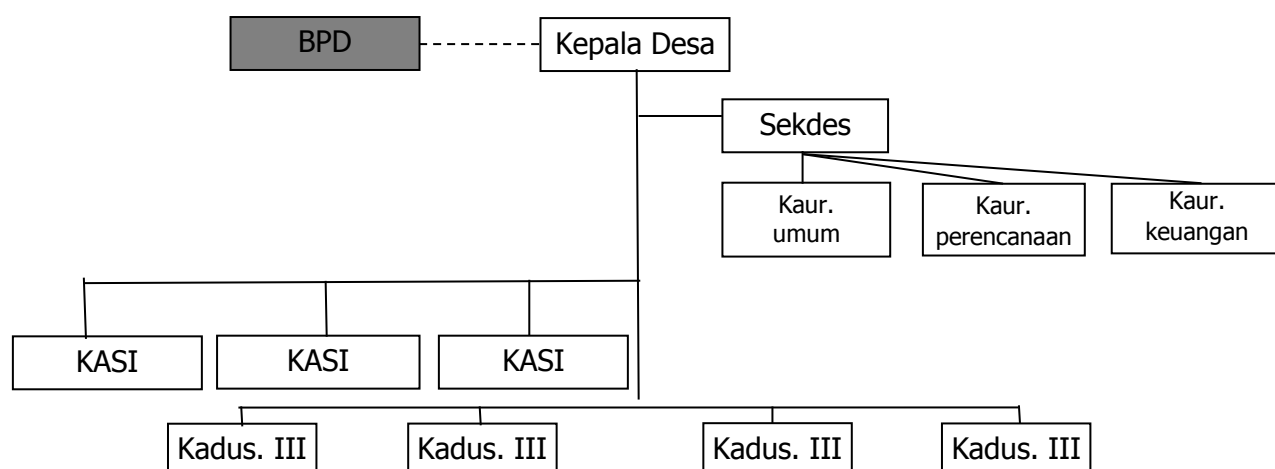 BPD
Kepala Desa
Sekdes
Kaur.
umum
Kaur.
perencanaan
Kaur.
keuangan
KASI
KASI
KASI
Kadus. III
Kadus. III
Kadus. III
Kadus. III